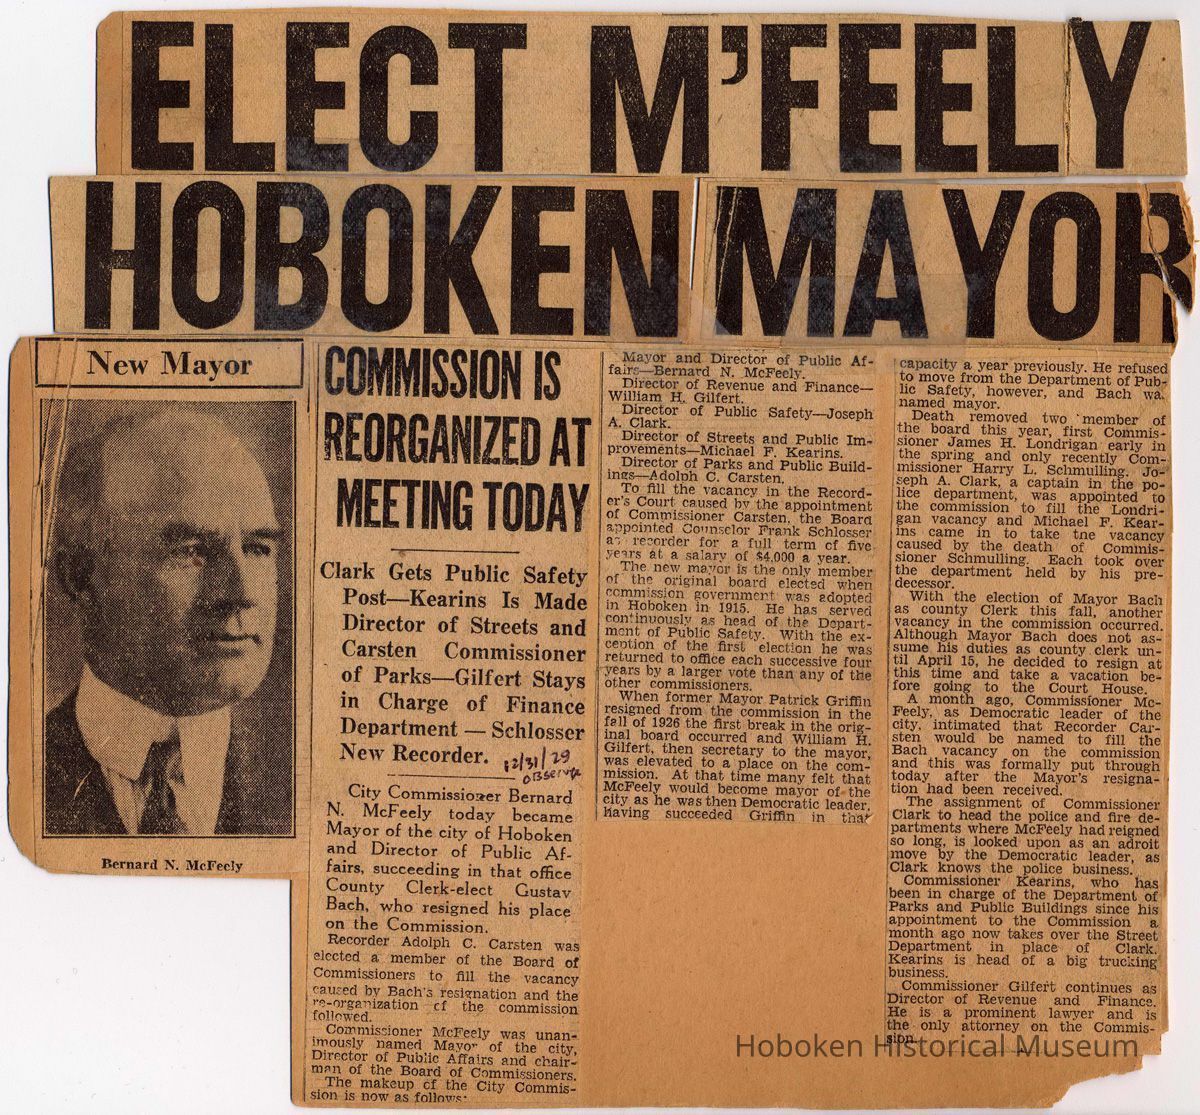 ELECT M'FEELY
HOBOKEN MAYOR
New Mayor
Bernard N. McFeely
COMMISSION IS
REORGANIZED AT
MEETING TODAY
Clark Gets Public Safety
Post—Kearins Is Made
Director of Streets and
Carsten Commissioner
of Parks—Gilfert Stays
in Charge of Finance
Department — Schlosser
New Recorder.
12/31/29
Observer
City Commissioner Bernard
N. McFeely today became
Mayor of the city of Hoboken
and Director of Public Af-
fairs, succeeding in that office
County Clerk-elect Gustav
Bach, who resigned his place
on the Commission.
Recorder Adolph C. Carsten was
elected a member of the Board of
Commissioners to fill the vacancy
caused by Bach's resignation and the
re-organization of the commission
followed.
Commissioner McFeely was unan-
imously named Mayor of the city,
Director of Public Affairs and chair-
man of the Board of Commissioners.
The makeup of the City Commis-
sion is now as follows:
Mayor and Director of Public Af-
fairs—Bernard N. McFeely.
Director of Revenue and Finance—
William H. Gilfert.
Director of Public Safety—Joseph
A. Clark.
Director of Streets and Public Im-
provements—Michael F. Kearins.
Director of Parks and Public Build-
ings—Adolph C. Carsten.
To fill the vacancy in the Record-
er's Court caused by the appointment
of Commissioner Carsten, the Board
appointed Counselor Frank Schlosser
as recorder for a full term of five
years at a salary of $4,000 a year.
The new mayor is the only member
of the original board elected when
commission government was adopted
in Hoboken in 1915. He has served
continuously as head of the Depart-
ment of Public Safety. With the ex-
ception of the first election he was
returned to office each successive four
years by a larger vote than any of the
other commissioners.
When former Mayor Patrick Griffin
resigned from the commission in the
fall of 1926 the first break in the orig-
inal board occurred and William H.
Gilfert, then secretary to the mayor,
was elevated to a place on the com-
mission. At that time many felt that
McFeely would become mayor of the
city as he was then Democratic leader,
having succeeded Griffin in that
capacity a year previously. He refused
to move from the Department of Pub-
lic Safety, however, and Bach wa.
named mayor.
Death removed two member of
the board this year, first Commis-
sioner James H. Londrigan early in
the spring and only recently Com-
missioner Harry L. Schmulling. Jo-
seph A. Clark, a captain in the po-
lice department, was appointed to
the commission to fill the Londri-
gan vacancy and Michael F. Kear-
ins came in to take tne vacancy
caused by the death of Commis-
sioner Schmulling. Each took over
the department held by his pre-
decessor.
With the election of Mayor Bach
as county Clerk this fall, another
vacancy in the commission occurred.
Although Mayor Bach does not as-
sume his duties as county clerk un-
til April 15, he decided to resign at
this time and take a vacation be-
fore going to the Court House.
A month ago, Commissioner Mc-
Feely, as Democratic leader of the
city, intimated that Recorder Car-
sten would be named to fill the
Bach vacancy on the commission
and this was formally put through
today after the Mayor's resigna-
tion had been received.
The assignment of Commissioner
Clark to head the police and fire de-
partments where McFeely had reigned
so long, is looked upon as an adroit
move by the Democratic leader, as
Clark knows the police business.
Commissioner Kearins, who has
been in charge of the Department of
Parks and Public Buildings since his
appointment to the Commission a
month ago now takes over the Street
Department in place of Clark.
Kearins is head of a big trucking
business.
Commissioner Gilfert continues as
Director of Revenue and Finance.
He is a prominent lawyer and is
the only attorney on the Commis-
sion.
Hoboken Historical Museum